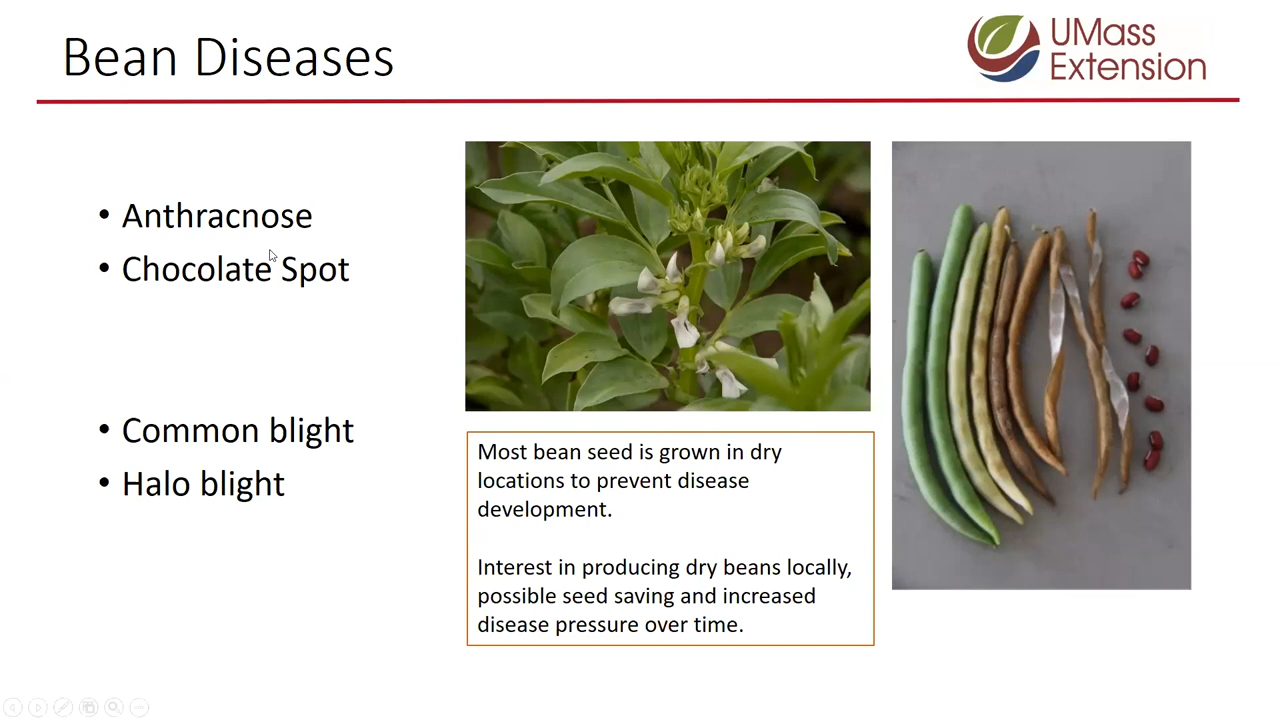 Bean Diseases
UMass
Extension
• Anthracnose
• Chocolate Spot
• Common blight
• Halo blight
Most bean seed is grown in dry
locations to prevent disease
development.
Interest in producing dry beans locally,
possible seed saving and increased
disease pressure over time.